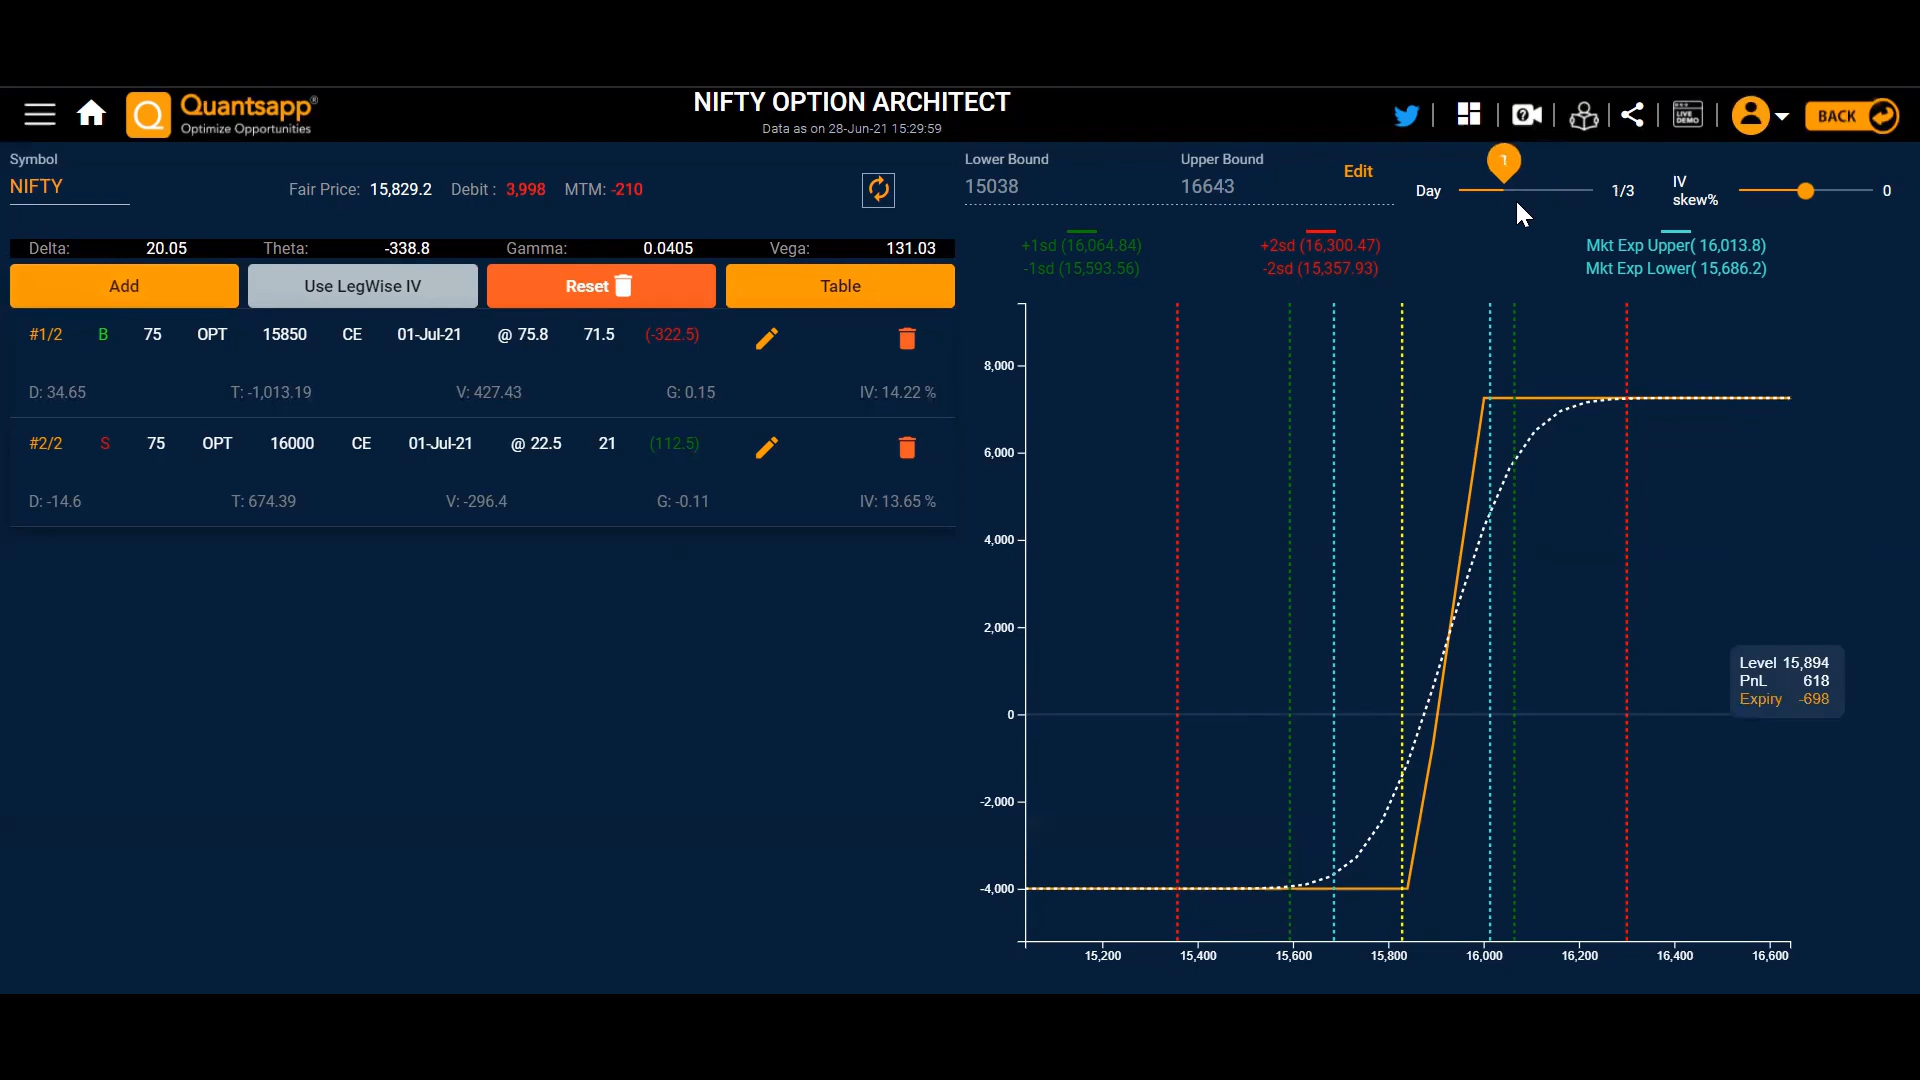 Quantsapp®
Optimize Opportunities
NIFTY OPTION ARCHITECT
Data as on 28-Jun-21 15:29:59
LIVE DEMO
BACK
Symbol
NIFTY
Fair Price: 15,829.2 Debit : 3,998 MTM: -210
Lower Bound
15038
Upper Bound
16643
Edit
Day 1 1/3
IV skew% 0
Delta: 20.05 Theta: -338.8 Gamma: 0.0405 Vega: 131.03
Add Use LegWise IV Reset Table
#1/2 B 75 OPT 15850 CE 01-Jul-21 @ 75.8 71.5 (-322.5)
D: 34.65 T: -1,013.19 V: 427.43 G: 0.15 IV: 14.22 %
#2/2 S 75 OPT 16000 CE 01-Jul-21 @ 22.5 21 (112.5)
D: -14.6 T: 674.39 V: -296.4 G: -0.11 IV: 13.65 %
+1sd (16,064.84) +2sd (16,300.47) Mkt Exp Upper( 16,013.8)
-1sd (15,593.56) -2sd (15,357.93) Mkt Exp Lower( 15,686.2)
8,000
6,000
4,000
2,000
0
-2,000
-4,000
Level 15,894
PnL 618
Expiry -698
15,200 15,400 15,600 15,800 16,000 16,200 16,400 16,600